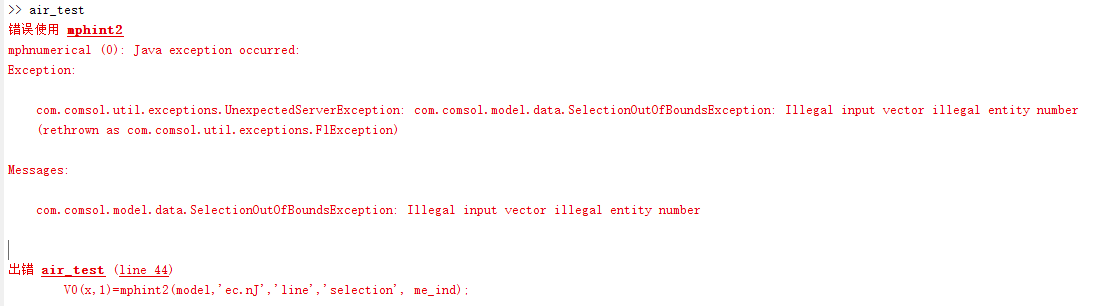 >> air_test
错误使用 mphint2
mphnumerical (0): Java exception occurred:
Exception:
com.comsol.util.exceptions.UnexpectedServerException: com.comsol.model.data.SelectionOutOfBoundsException: Illegal input vector illegal entity number
(rethrown as com.comsol.util.exceptions.FlException)
Messages:
com.comsol.model.data.SelectionOutOfBoundsException: Illegal input vector illegal entity number
出错 air_test (line 44)
V0(x,1)=mphint2(model,'ec.nJ','line','selection', me_ind);